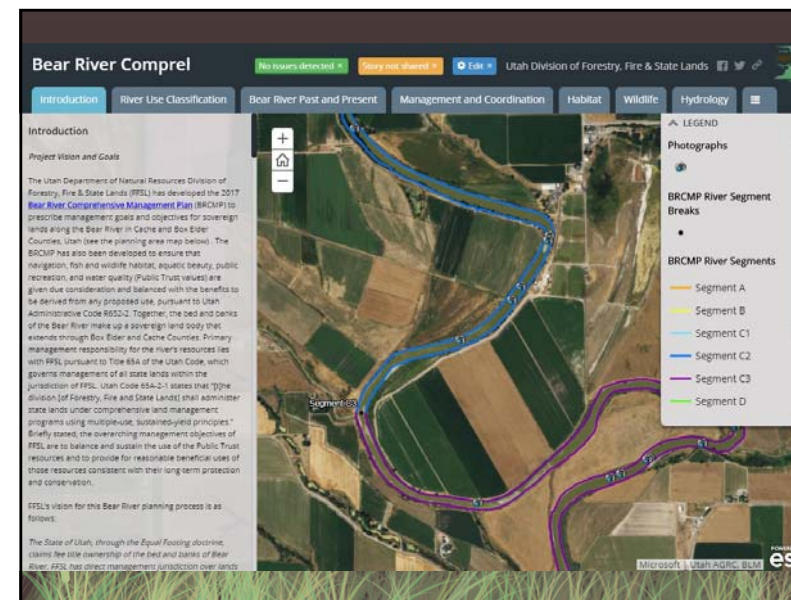 Bear River Comprel
No issues detected ×
Story not shared ×
Edit ×
Utah Division of Forestry, Fire & State Lands
Introduction
River Use Classification
Bear River Past and Present
Management and Coordination
Habitat
Wildlife
Hydrology
Introduction
Project Vision and Goals
The Utah Department of Natural Resources Division of
Forestry, Fire & State Lands (FFSL) has developed the 2017
Bear River Comprehensive Management Plan (BRCMP) to
prescribe management goals and objectives for sovereign
lands along the Bear River in Cache and Box Elder
Counties, Utah (see the planning area map below). The
BRCMP has also been developed to ensure that
navigation, fish and wildlife habitat, aquatic beauty, public
recreation, and water quality (Public Trust values) are
given due consideration and balanced with the benefits to
be derived from any proposed use, pursuant to Utah
Administrative Code R652-2. Together, the bed and banks
of the Bear River make up a sovereign land body that
extends through Box Elder and Cache Counties. Primary
management responsibility for the river's resources lies
with FFSL pursuant to Title 65A of the Utah Code, which
governs management of all state lands within the
jurisdiction of FFSL. Utah Code 65A-2-1 states that "[t]he
division [of Forestry, Fire and State Lands] shall administer
state lands under comprehensive land management
programs using multiple-use, sustained-yield principles."
Briefly stated, the overarching management objectives of
FFSL are to balance and sustain the use of the Public Trust
resources and to provide for reasonable beneficial uses of
those resources consistent with their long-term protection
and conservation.
FFSL's vision for this Bear River planning process is as
follows:
The State of Utah, through the Equal Footing doctrine,
claims fee title ownership of the bed and banks of Bear
River. FFSL has direct management jurisdiction over lands
+
−
Segment C3
LEGEND
Photographs
BRCMP River Segment
Breaks
BRCMP River Segments
Segment A
Segment B
Segment C1
Segment C2
Segment C3
Segment D
Microsoft | Utah AGRC, BLM
POWERE
es